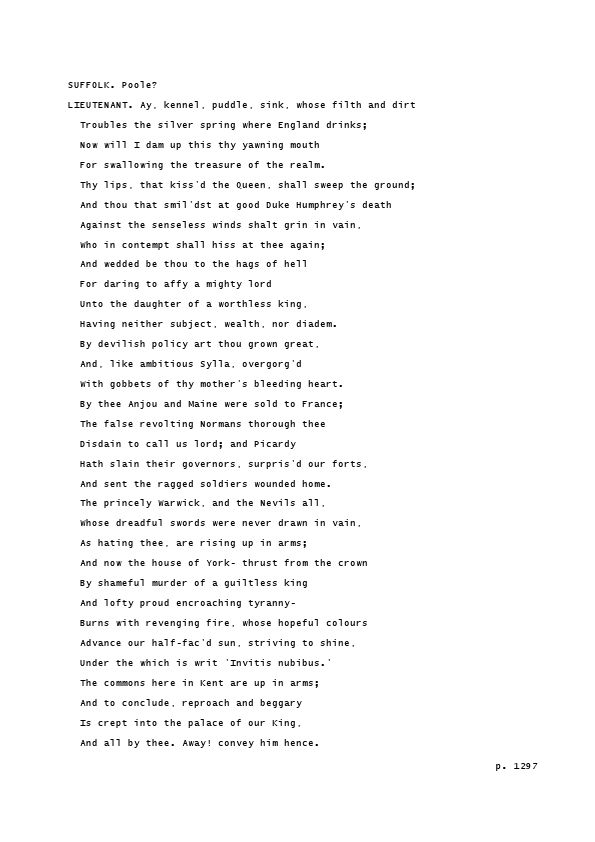 SUFFOLK. Poole?
LIEUTENANT. Ay, kennel, puddle, sink, whose filth and dirt
Troubles the silver spring where England drinks;
Now will I dam up this thy yawning mouth
For swallowing the treasure of the realm.
Thy lips, that kiss'd the Queen, shall sweep the ground;
And thou that smil'dst at good Duke Humphrey's death
Against the senseless winds shalt grin in vain,
Who in contempt shall hiss at thee again;
And wedded be thou to the hags of hell
For daring to affy a mighty lord
Unto the daughter of a worthless king,
Having neither subject, wealth, nor diadem.
By devilish policy art thou grown great,
And, like ambitious Sylla, overgorg'd
With gobbets of thy mother's bleeding heart.
By thee Anjou and Maine were sold to France;
The false revolting Normans thorough thee
Disdain to call us lord; and Picardy
Hath slain their governors, surpris'd our forts,
And sent the ragged soldiers wounded home.
The princely Warwick, and the Nevils all,
Whose dreadful swords were never drawn in vain,
As hating thee, are rising up in arms;
And now the house of York- thrust from the crown
By shameful murder of a guiltless king
And lofty proud encroaching tyranny-
Burns with revenging fire, whose hopeful colours
Advance our half-fac'd sun, striving to shine,
Under the which is writ 'Invitis nubibus.'
The commons here in Kent are up in arms;
And to conclude, reproach and beggary
Is crept into the palace of our King,
And all by thee. Away! convey him hence.
p. 1297